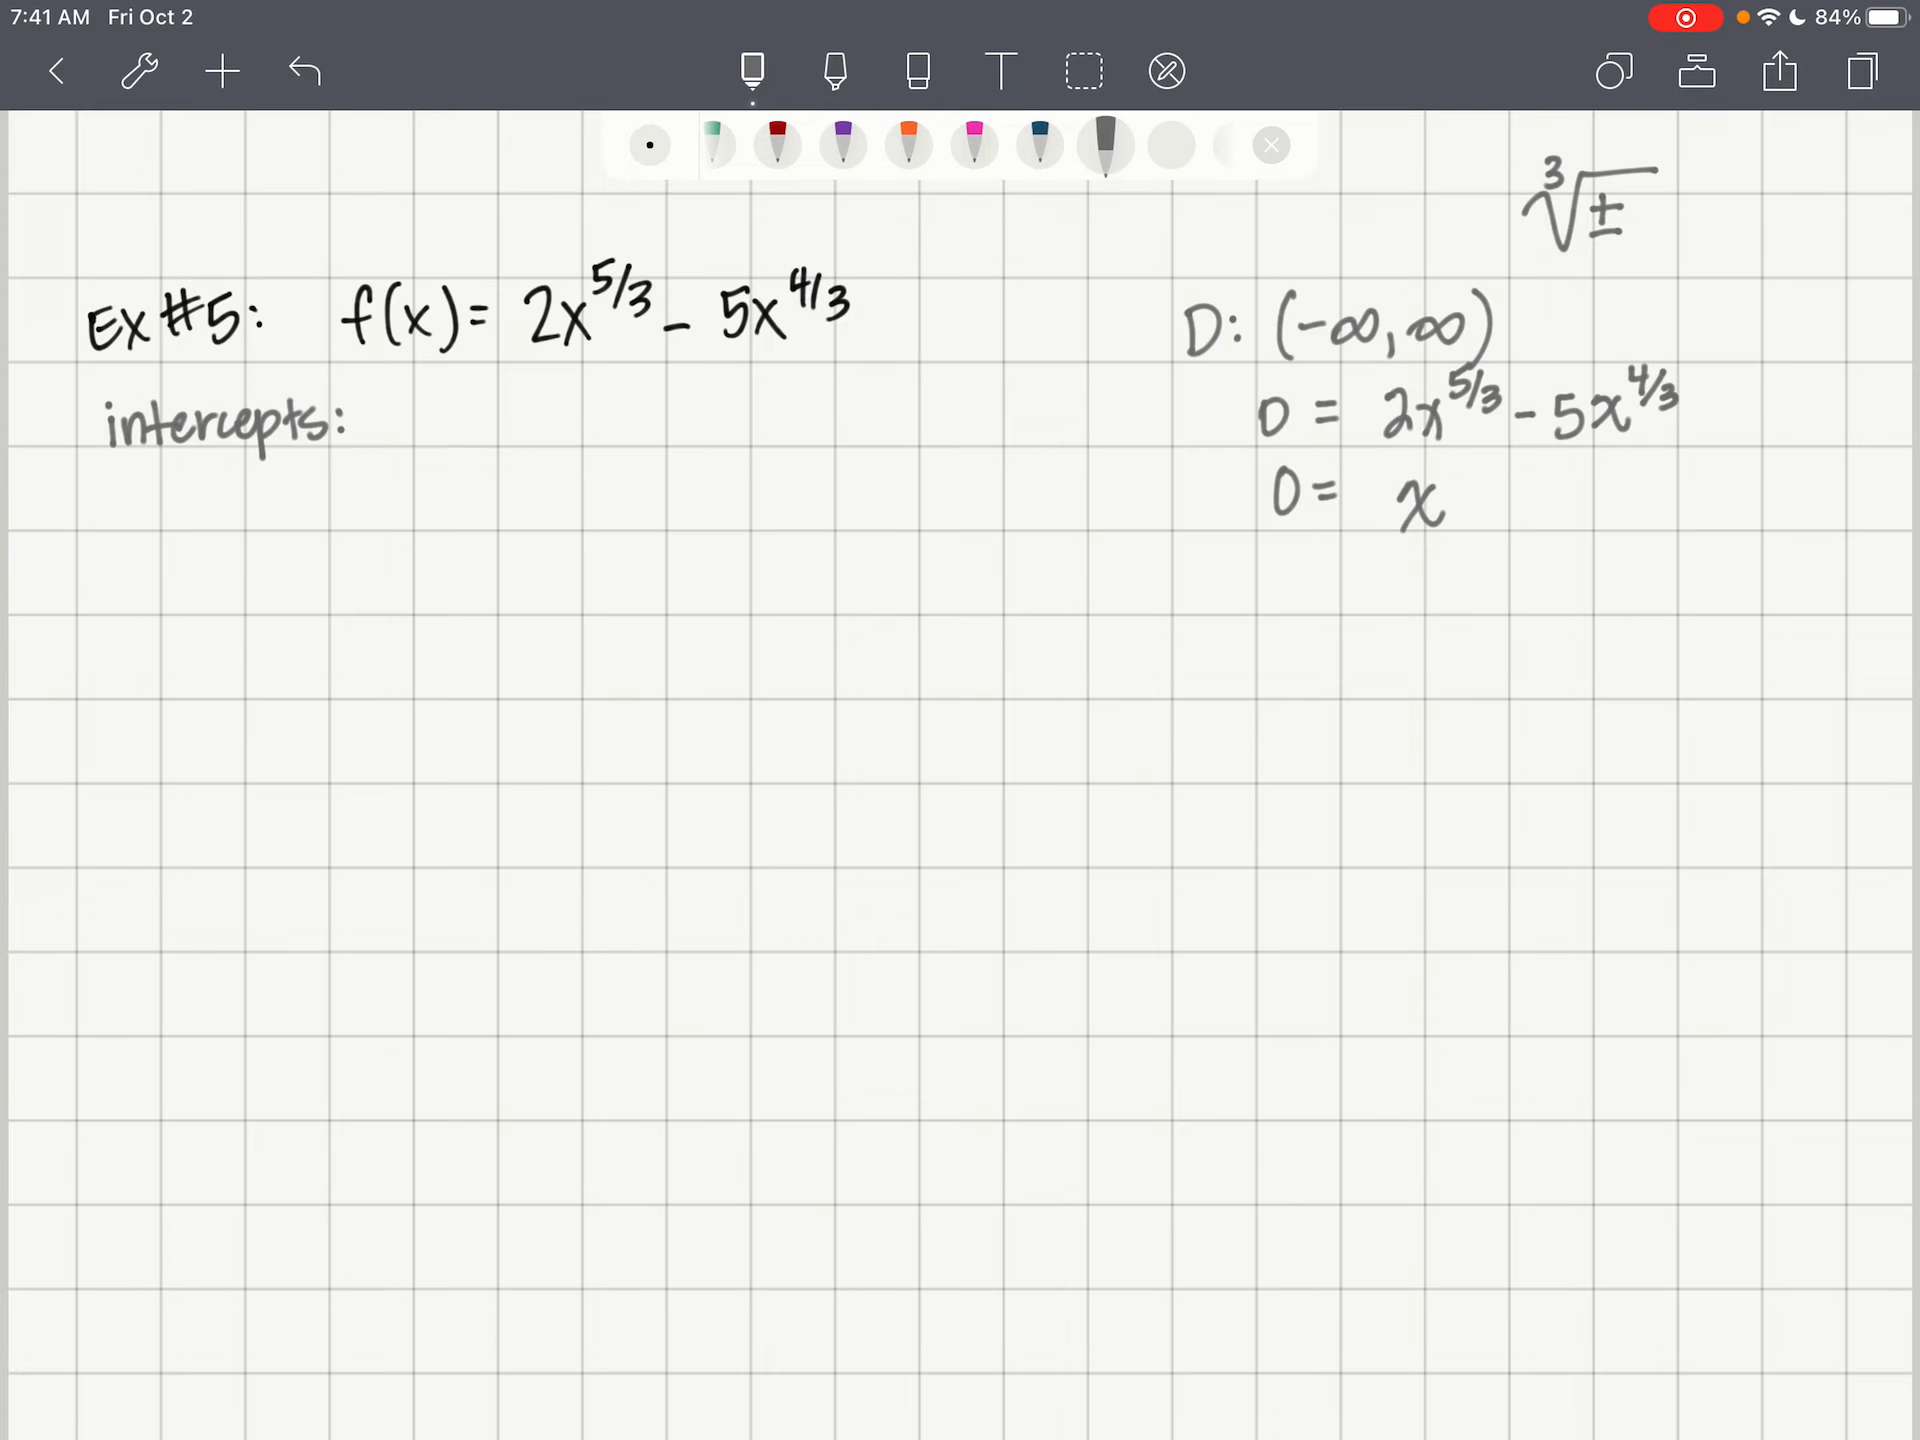 7:41 AM Fri Oct 2
84%
∛±
Ex #5: f(x) = 2x^5/3 - 5x^4/3
D: (-∞, ∞)
intercepts:
0 = 2x^5/3 - 5x^4/3
0 = x